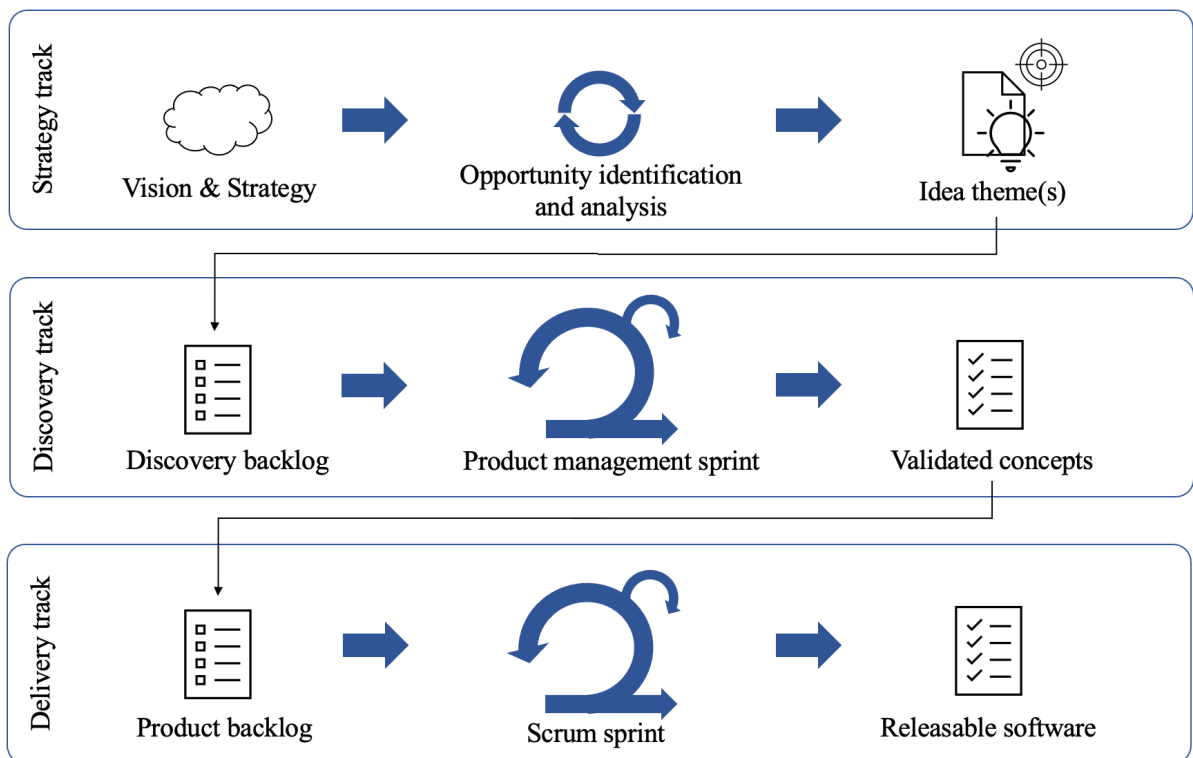 Strategy track
Vision & Strategy
Opportunity identification
and analysis
Idea theme(s)
Discovery track
Discovery backlog
Product management sprint
Validated concepts
Delivery track
Product backlog
Scrum sprint
Releasable software